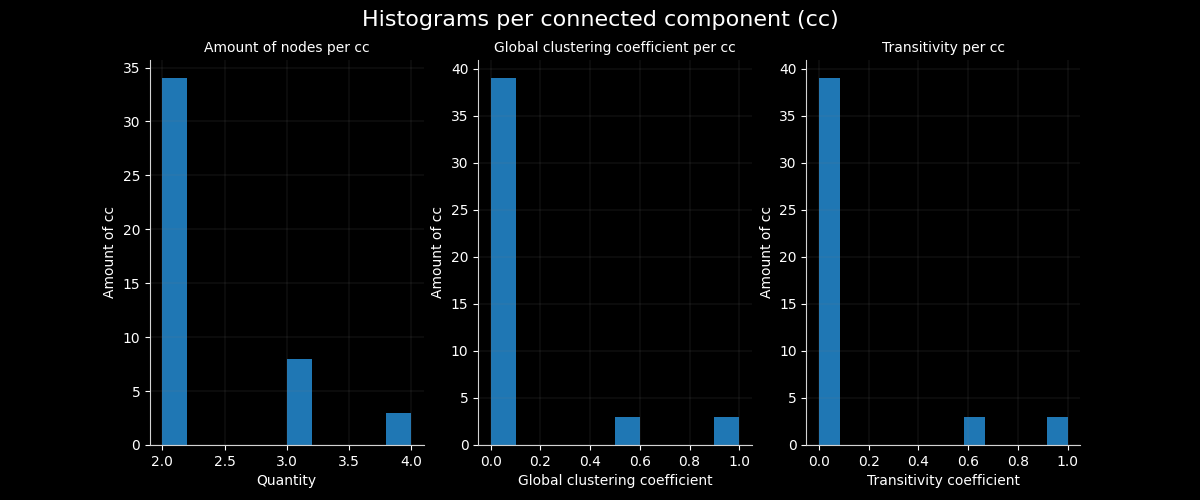 Histograms per connected component (cc)
Amount of nodes per cc
Global clustering coefficient per cc
Transitivity per cc
35
30
25
20
15
10
5
0
Amount of cc
2.0 2.5 3.0 3.5 4.0
Quantity
40
35
30
25
20
15
10
5
0
Amount of cc
0.0 0.2 0.4 0.6 0.8 1.0
Global clustering coefficient
40
35
30
25
20
15
10
5
0
Amount of cc
0.0 0.2 0.4 0.6 0.8 1.0
Transitivity coefficient